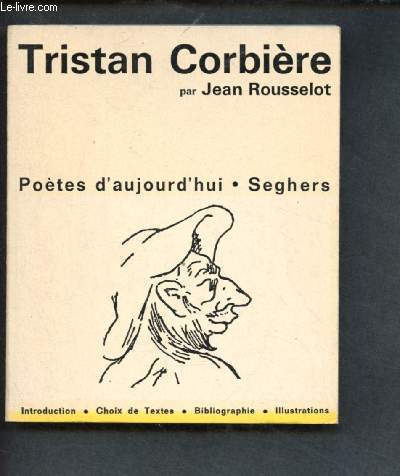 Le-livre.com
Tristan Corbière
par Jean Rousselot
Poètes d'aujourd'hui • Seghers
Introduction • Choix de Textes • Bibliographie • Illustrations